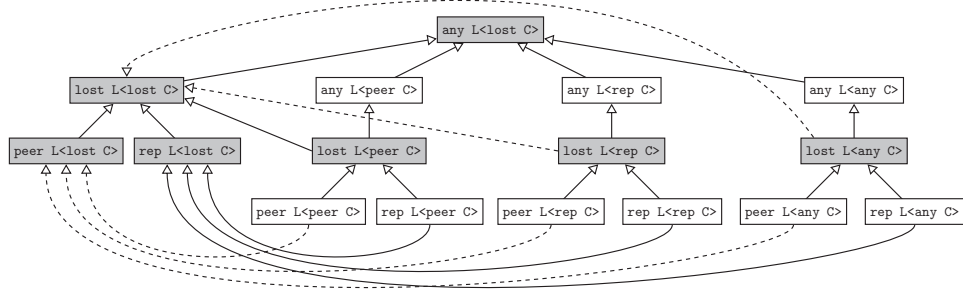 any L<lost C>
lost L<lost C>
any L<peer C>
any L<rep C>
any L<any C>
peer L<lost C>
rep L<lost C>
lost L<peer C>
lost L<rep C>
lost L<any C>
peer L<peer C>
rep L<peer C>
peer L<rep C>
rep L<rep C>
peer L<any C>
rep L<any C>